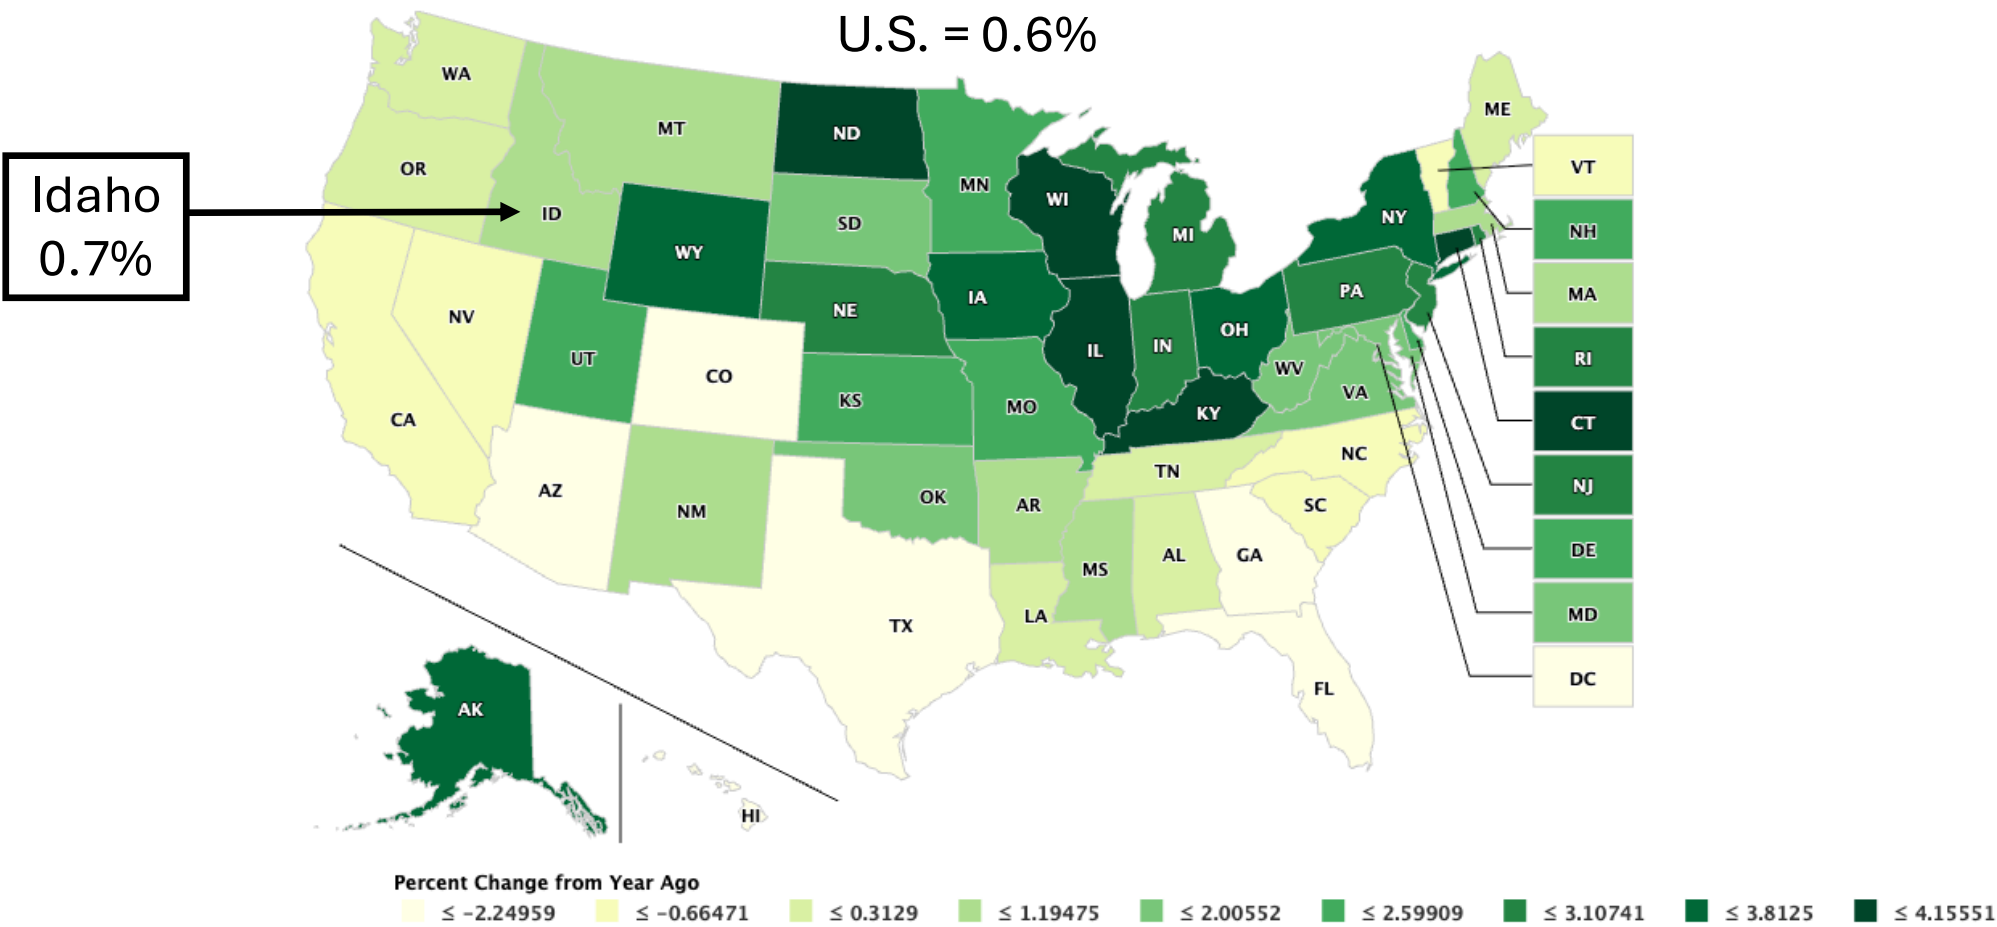 U.S. = 0.6%
Idaho
0.7%
WA
MT
ND
OR
ID
WY
SD
MN
WI
MI
NY
ME
VT
NH
MA
RI
CT
NJ
DE
MD
DC
NV
UT
CO
NE
IA
IL
IN
OH
PA
CA
KS
MO
KY
WV
VA
AZ
NM
OK
AR
TN
NC
SC
TX
LA
MS
AL
GA
FL
AK
HI
Percent Change from Year Ago
≤ -2.24959 ≤ -0.66471 ≤ 0.3129 ≤ 1.19475 ≤ 2.00552 ≤ 2.59909 ≤ 3.10741 ≤ 3.8125 ≤ 4.15551